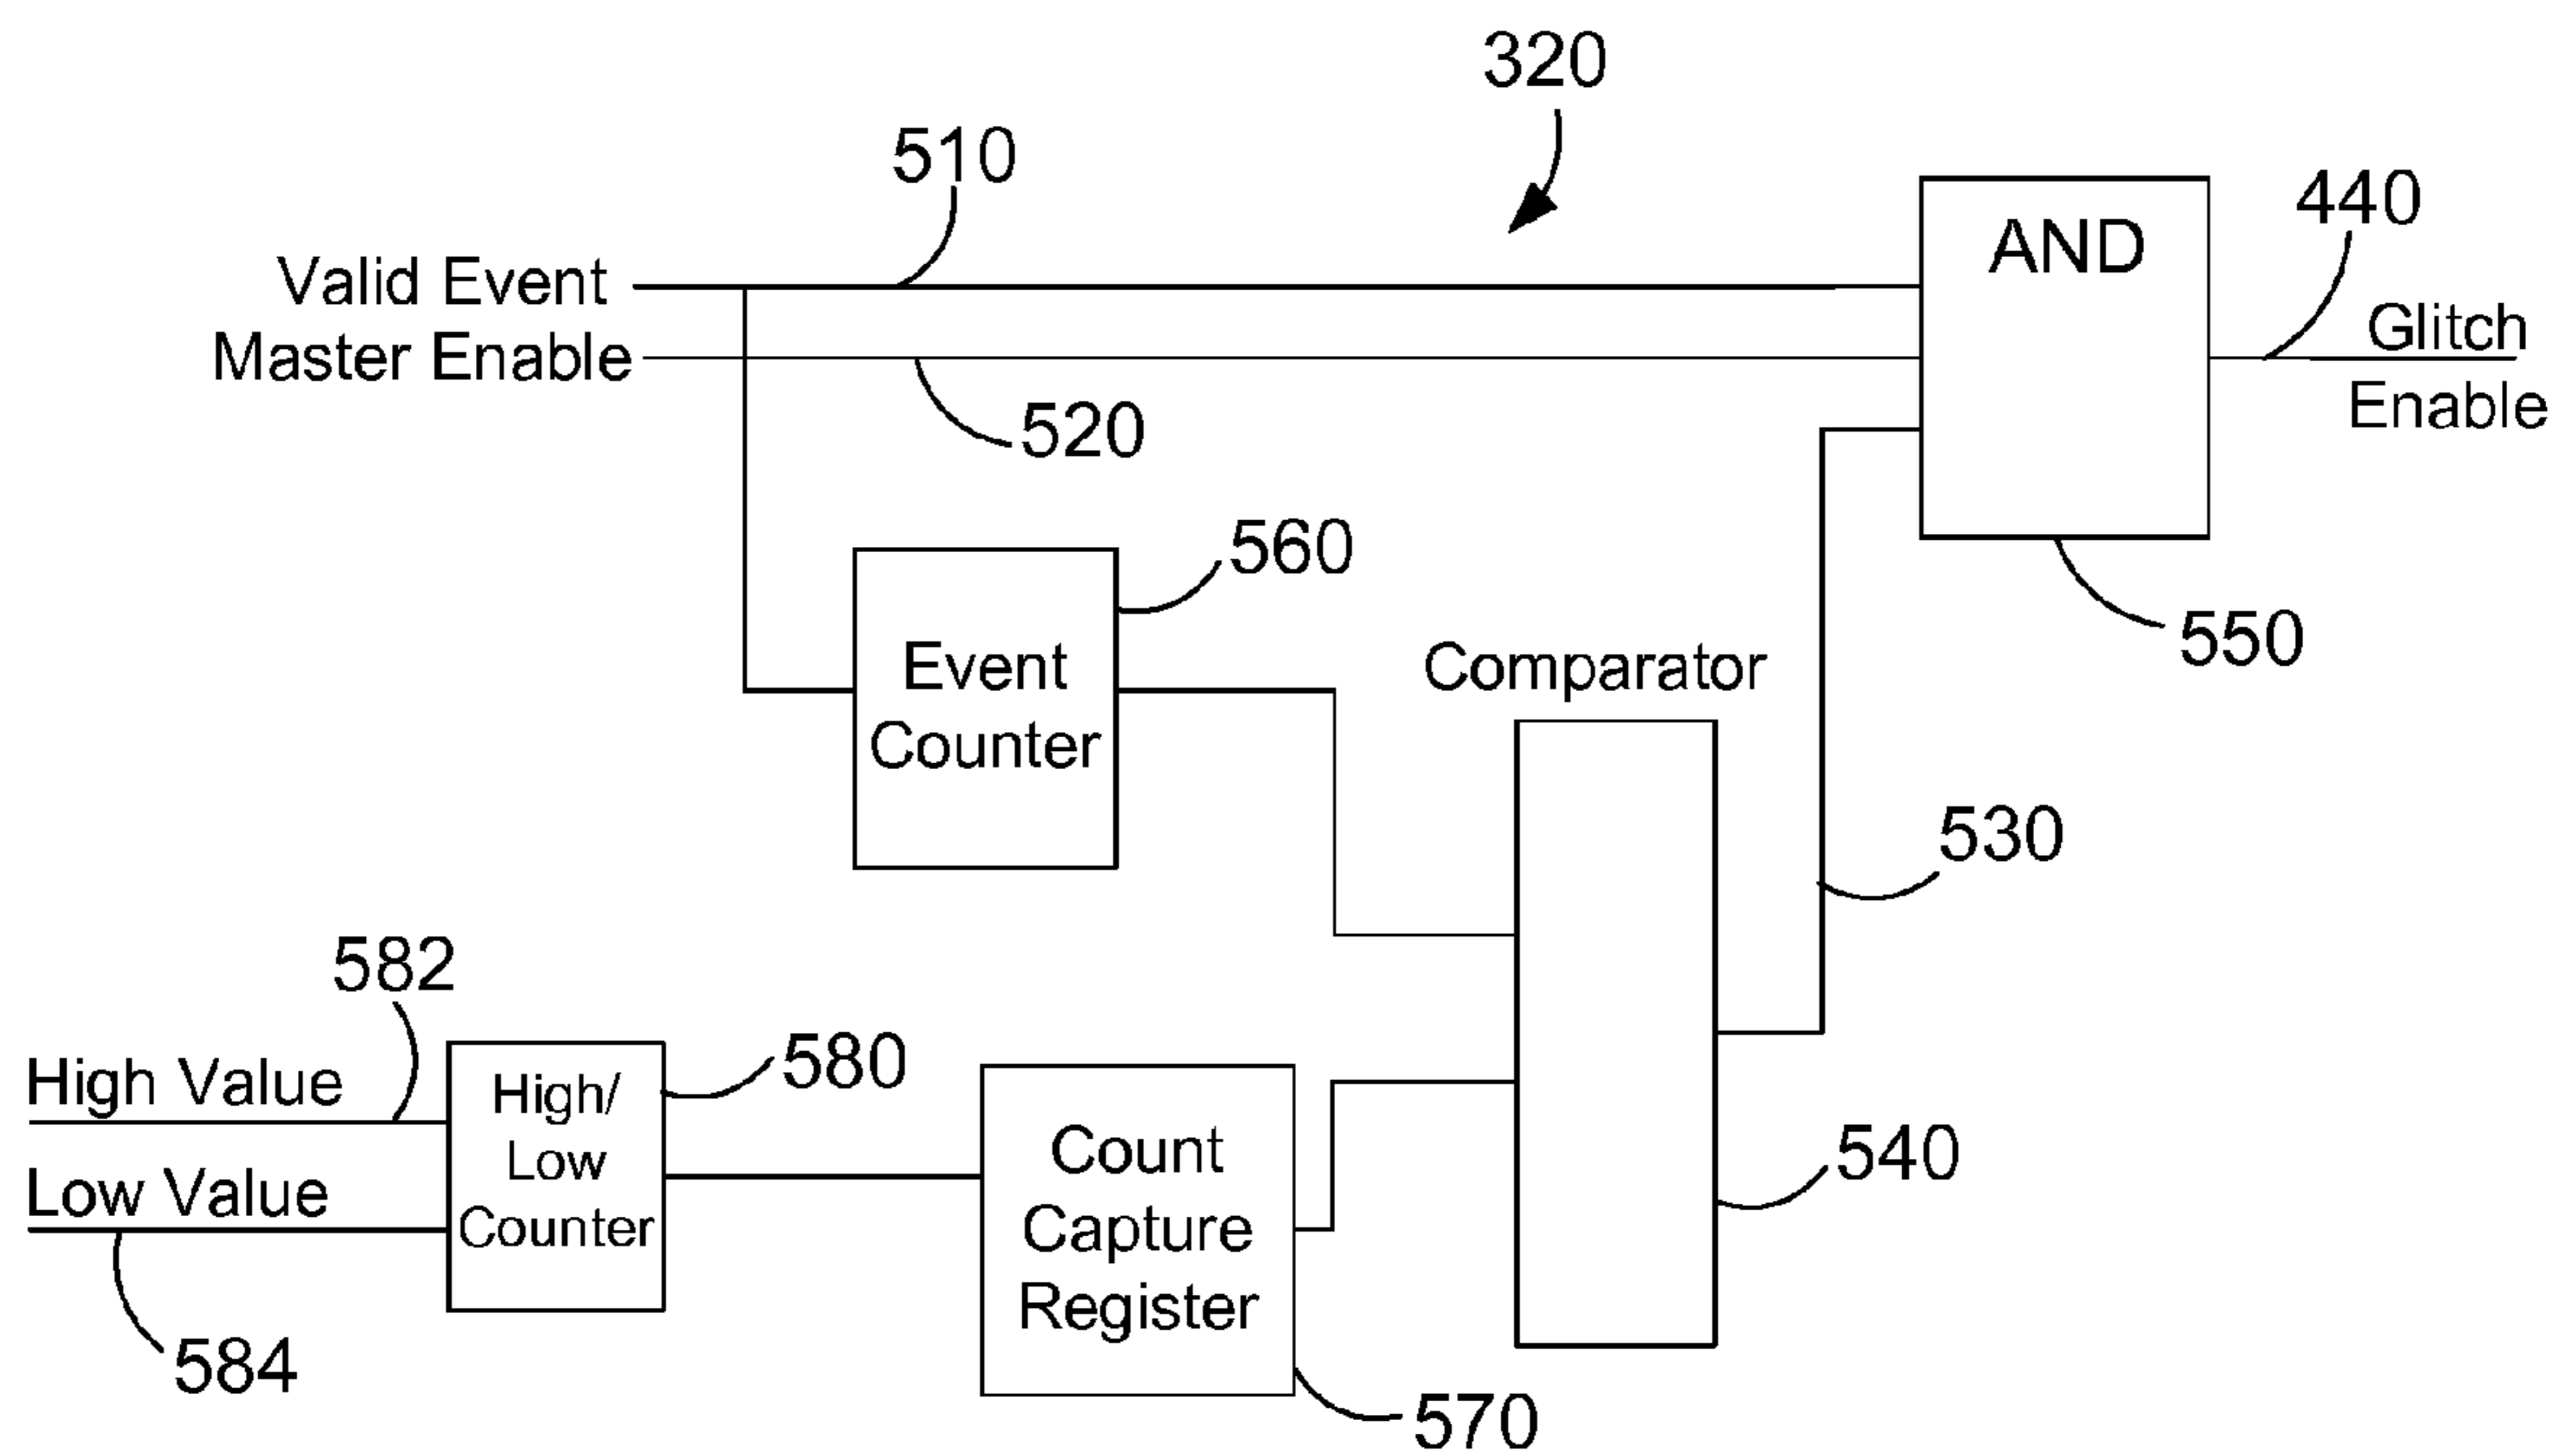 320
510
440
Valid Event
AND
Glitch
Master Enable
Enable
520
560
550
Event
Counter
Comparator
530
582
High Value
High/
Low
Counter
580
Count
Capture
Register
540
Low Value
584
570